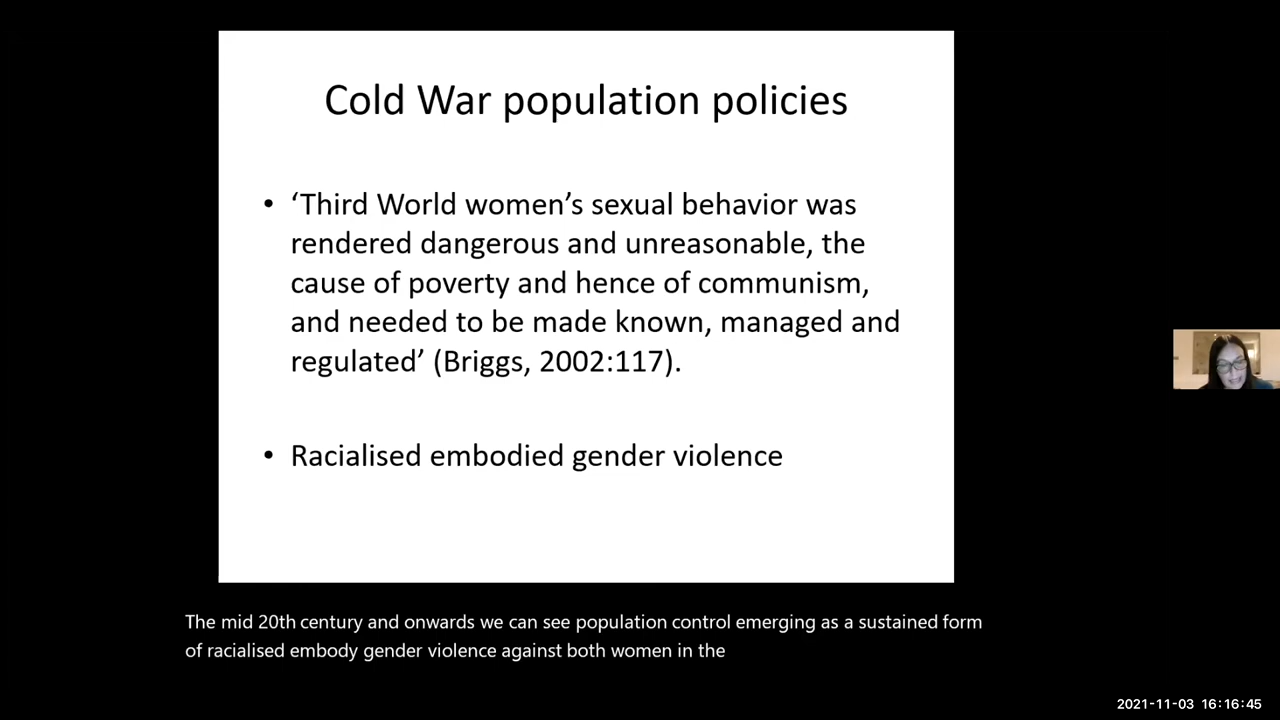 Cold War population policies
• ‘Third World women’s sexual behavior was
rendered dangerous and unreasonable, the
cause of poverty and hence of communism,
and needed to be made known, managed and
regulated’ (Briggs, 2002:117).
• Racialised embodied gender violence
The mid 20th century and onwards we can see population control emerging as a sustained form
of racialised embody gender violence against both women in the
2021-11-03 16:16:45